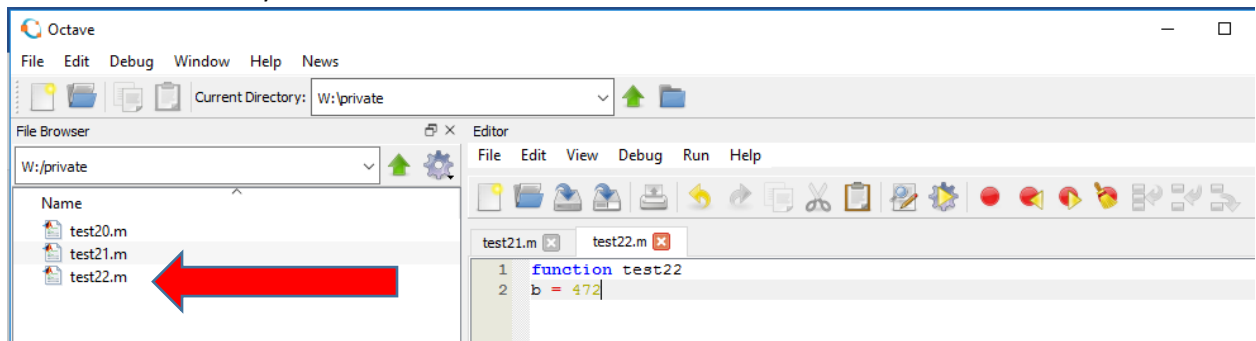 Octave
File Edit Debug Window Help News
Current Directory: W:\private
File Browser
Editor
W:/private
File Edit View Debug Run Help
Name
test20.m
test21.m
test22.m
test21.m test22.m
1 function test22
2 b = 472